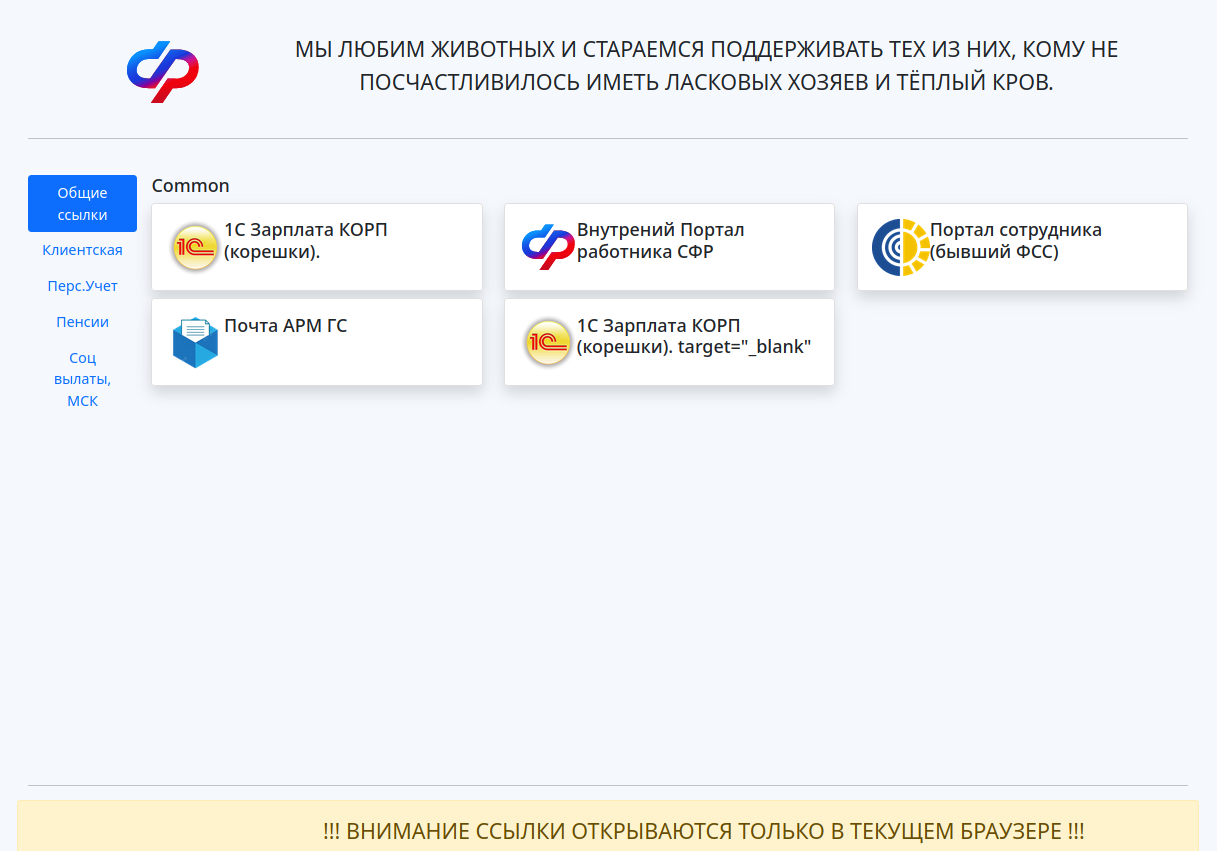 МЫ ЛЮБИМ ЖИВОТНЫХ И СТАРАЕМСЯ ПОДДЕРЖИВАТЬ ТЕХ ИЗ НИХ, КОМУ НЕ
ПОСЧАСТЛИВИЛОСЬ ИМЕТЬ ЛАСКОВЫХ ХОЗЯЕВ И ТЁПЛЫЙ КРОВ.
Общие
ссылки
Клиентская
Перс.Учет
Пенсии
Соц
вылаты,
МСК
Common
1С Зарплата КОРП
(корешки).
Внутрений Портал
работника СФР
Портал сотрудника
(бывший ФСС)
Почта АРМ ГС
1С Зарплата КОРП
(корешки). target="_blank"
!!! ВНИМАНИЕ ССЫЛКИ ОТКРЫВАЮТСЯ ТОЛЬКО В ТЕКУЩЕМ БРАУЗЕРЕ !!!